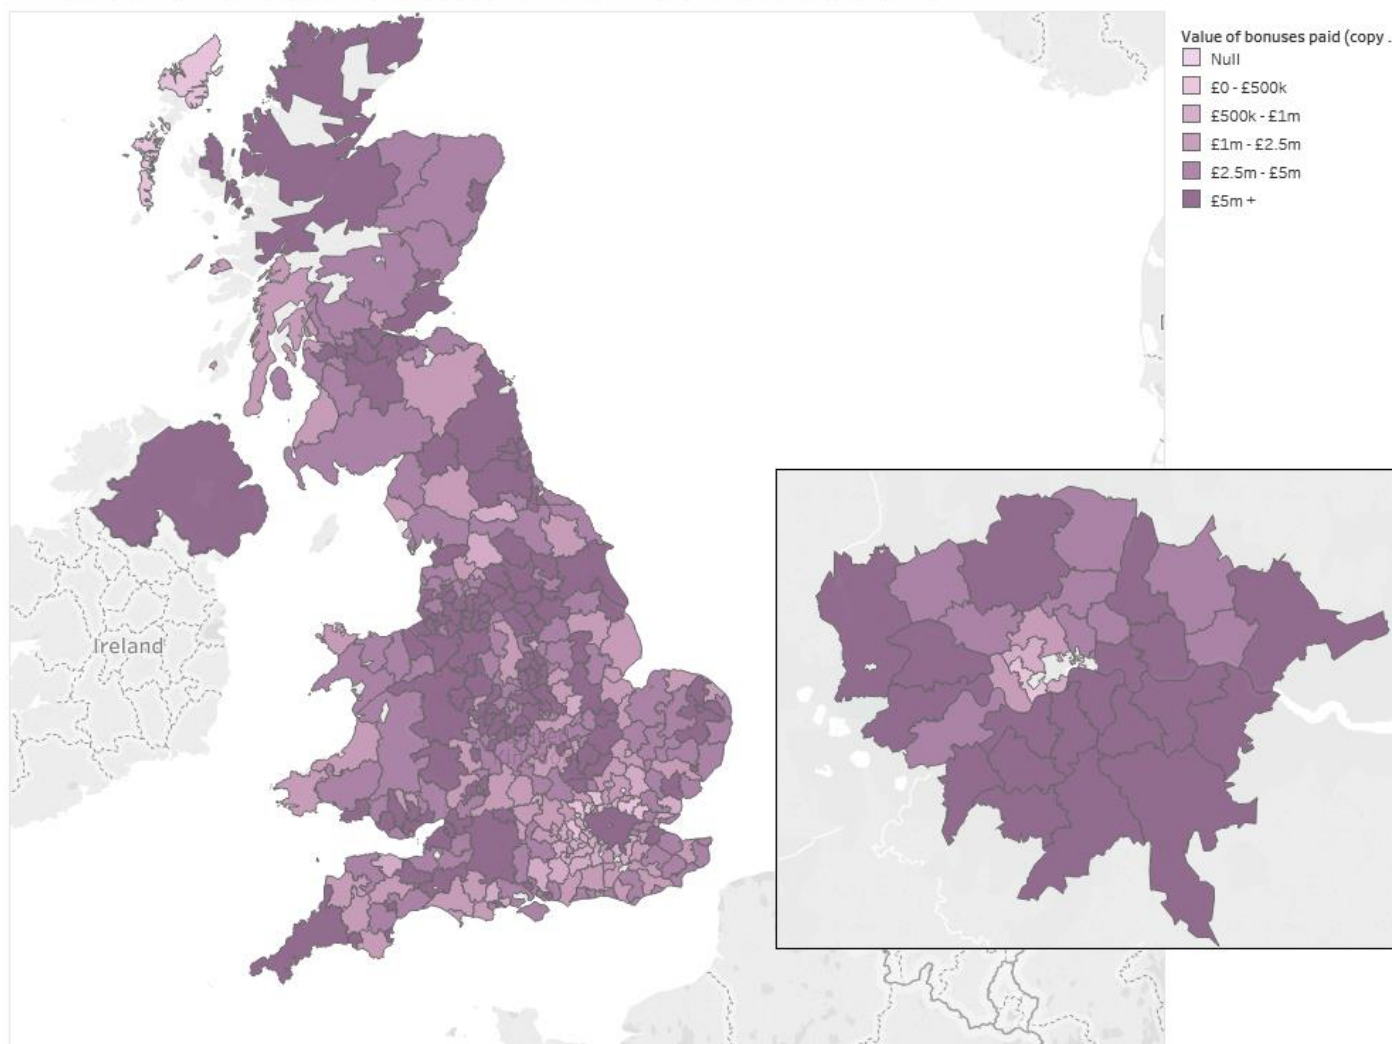 Value of bonuses paid (copy ..
Null
£0 - £500k
£500k - £1m
£1m - £2.5m
£2.5m - £5m
£5m +
Ireland